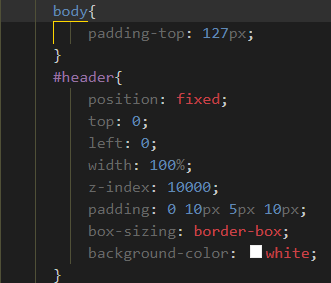 body{
padding-top: 127px;
}
#header{
position: fixed;
top: 0;
left: 0;
width: 100%;
z-index: 10000;
padding: 0 10px 5px 10px;
box-sizing: border-box;
background-color: white;
}